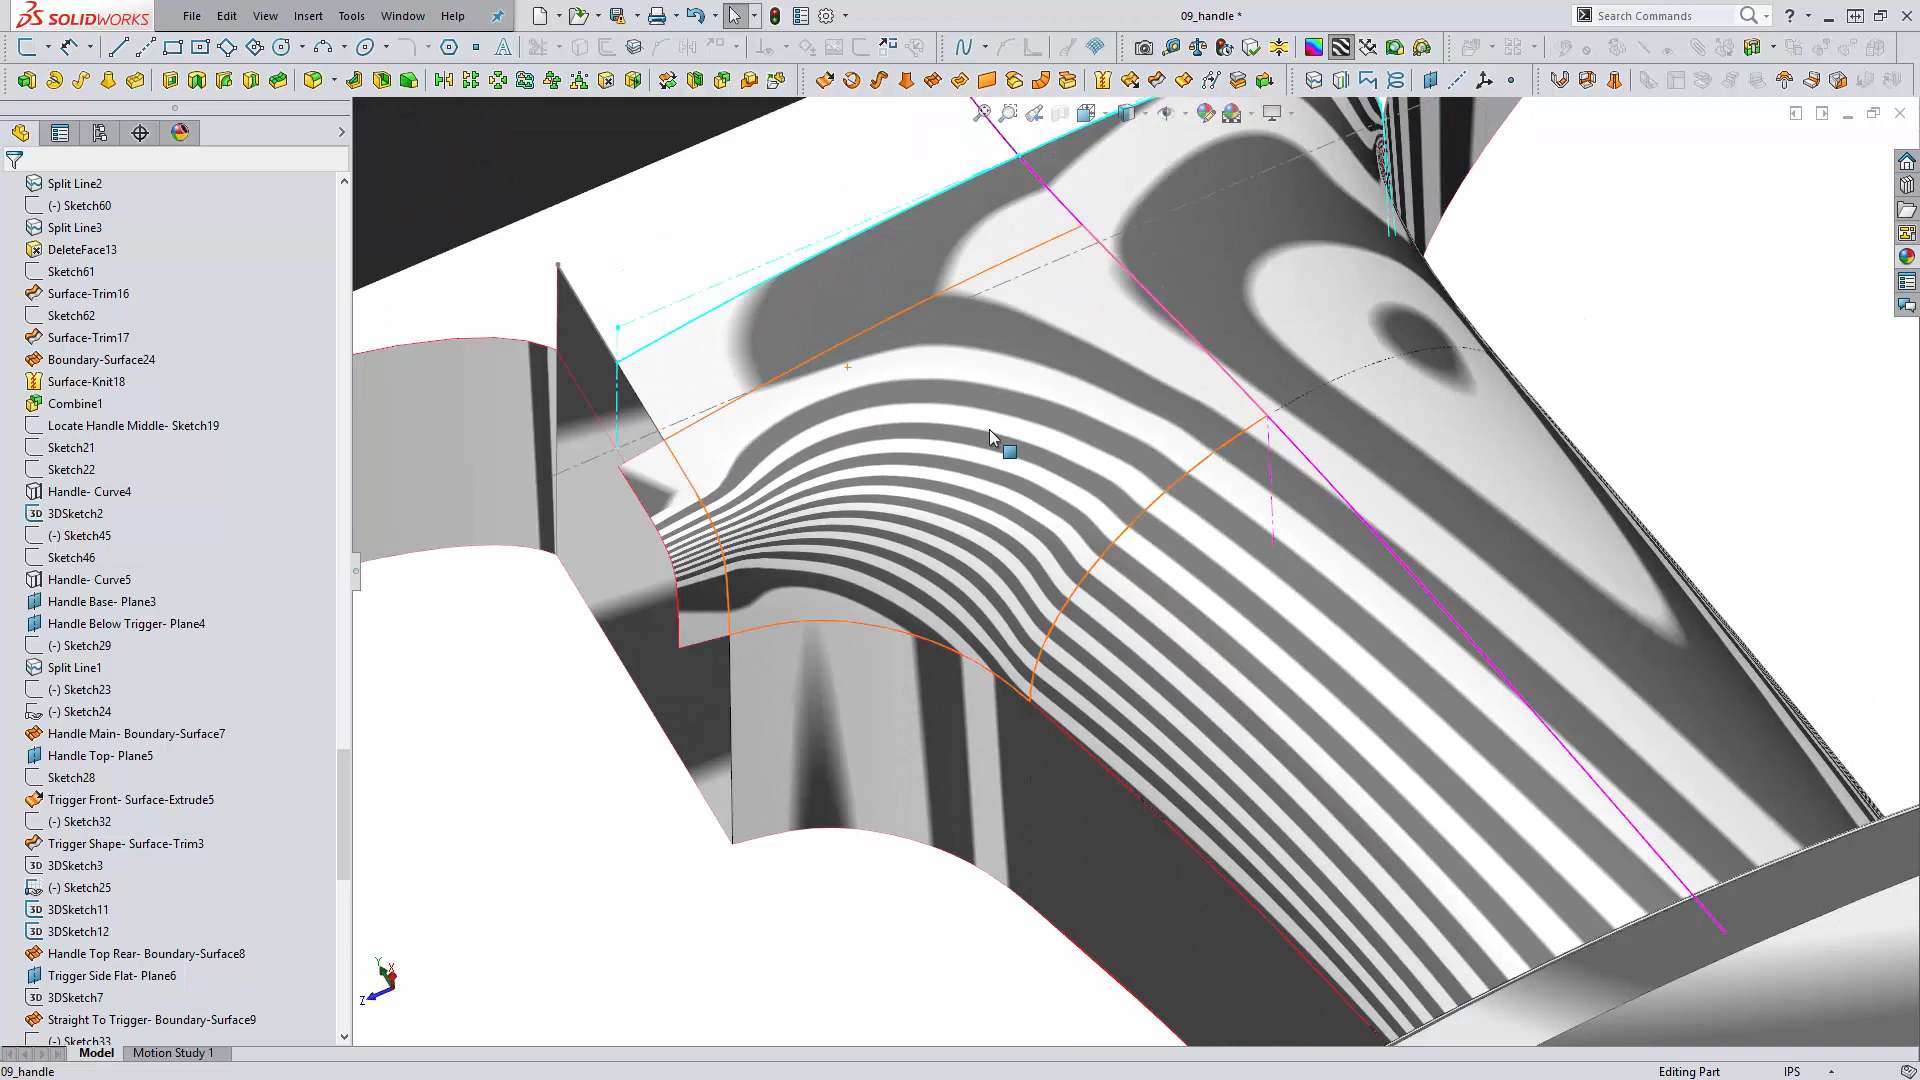 SOLIDWORKS File Edit View Insert Tools Window Help 09_handle * Search Commands
Split Line2
(-) Sketch60
Split Line3
DeleteFace13
Sketch61
Surface-Trim16
Sketch62
Surface-Trim17
Boundary-Surface24
Surface-Knit18
Combine1
Locate Handle Middle- Sketch19
Sketch21
Sketch22
Handle- Curve4
3D 3DSketch2
(-) Sketch45
Sketch46
Handle- Curve5
Handle Base- Plane3
Handle Below Trigger- Plane4
(-) Sketch29
Split Line1
(-) Sketch23
(-) Sketch24
Handle Main- Boundary-Surface7
Handle Top- Plane5
Sketch28
Trigger Front- Surface-Extrude5
(-) Sketch32
Trigger Shape- Surface-Trim3
3D 3DSketch3
(-) Sketch25
3D 3DSketch11
3D 3DSketch12
Handle Top Rear- Boundary-Surface8
Trigger Side Flat- Plane6
3D 3DSketch7
Straight To Trigger- Boundary-Surface9
(-) Sketch33
Y X
Z
Model Motion Study 1
09_handle Editing Part IPS